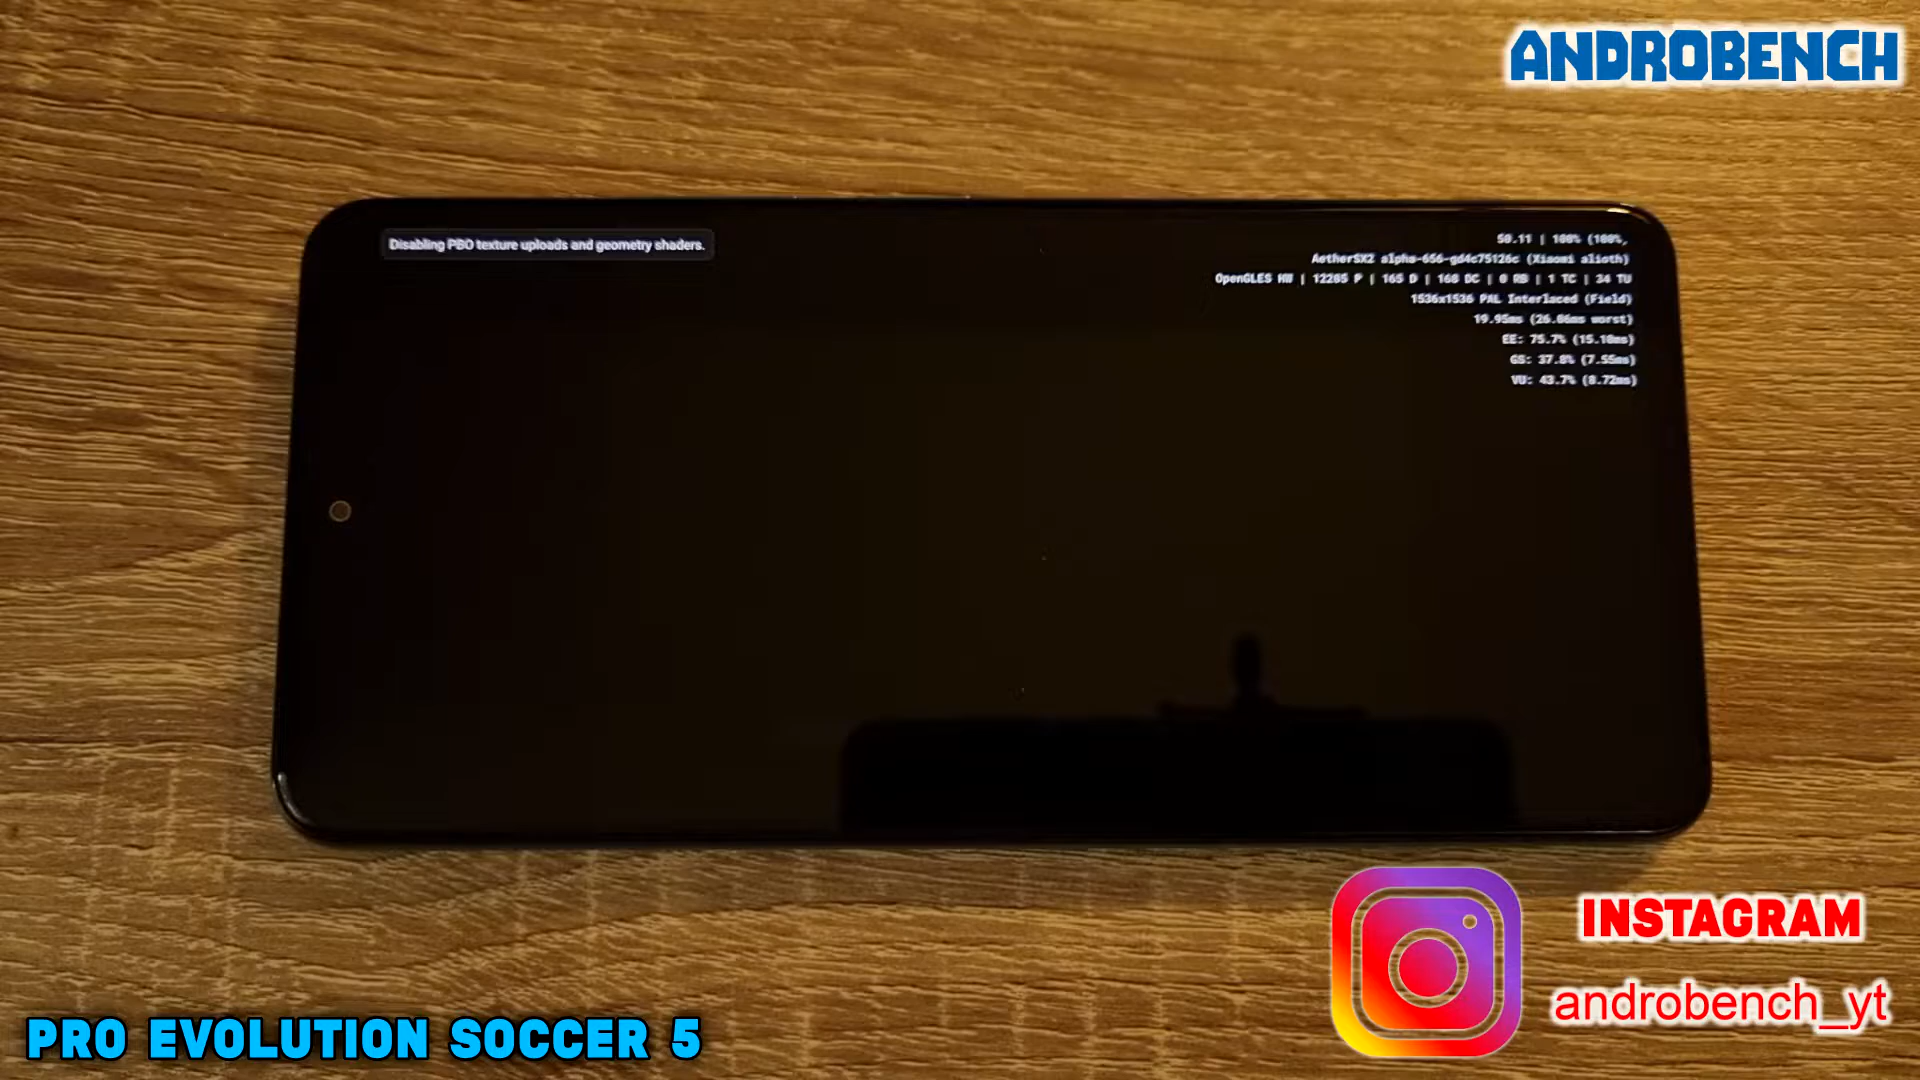 ANDROBENCH
Disabling PBO texture uploads and geometry shaders.
50.11 | 100% (100%,
AetherSX2 alpha-656-gd4c75126c (Xiaomi alioth)
OpenGLES HW | 12285 P | 165 D | 168 DC | 0 RB | 1 TC | 34 TU
1536x1536 PAL Interlaced (Field)
19.95ms (26.86ms worst)
EE: 75.7% (15.10ms)
GS: 37.8% (7.55ms)
VU: 43.7% (8.72ms)
INSTAGRAM
androbench_yt
PRO EVOLUTION SOCCER 5